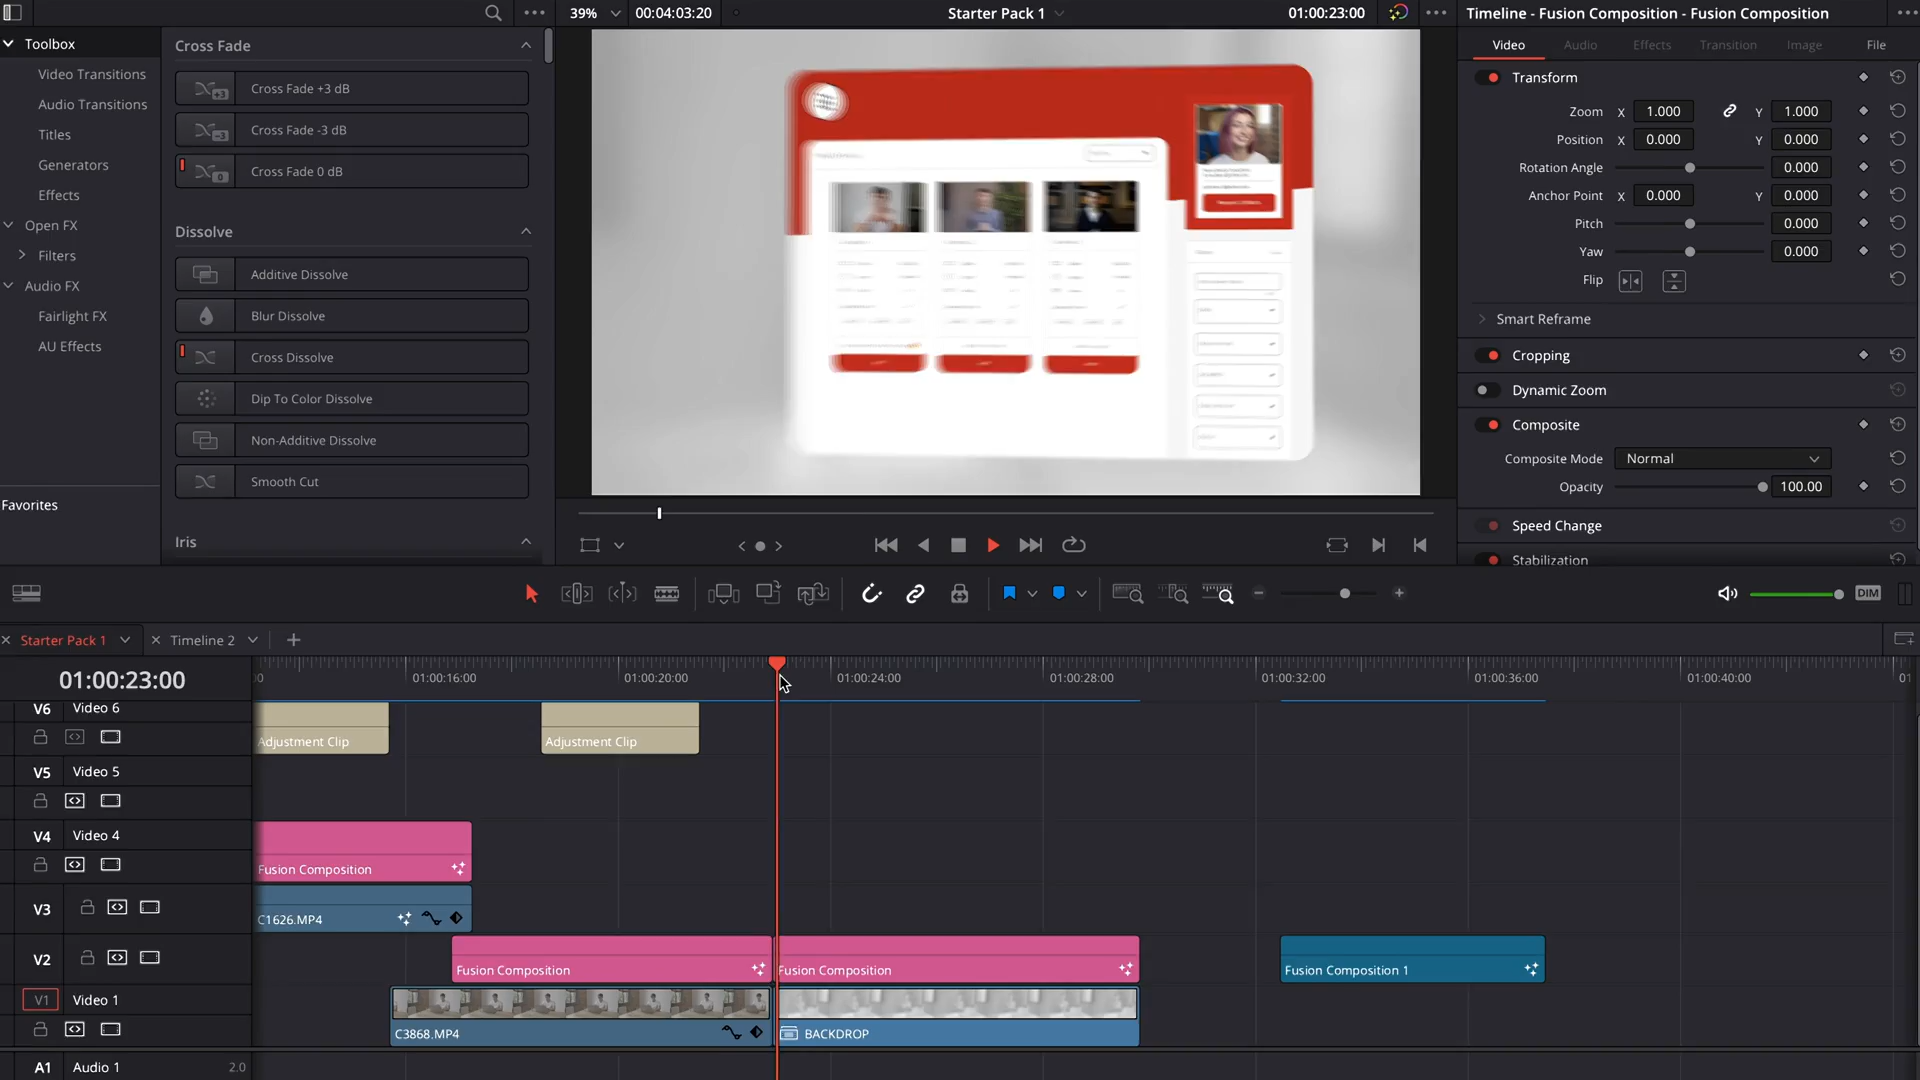 39%
00:04:03:20
Starter Pack 1
01:00:23:00
Timeline - Fusion Composition - Fusion Composition
Toolbox
Video Transitions
Audio Transitions
Titles
Generators
Effects
Open FX
Filters
Audio FX
Fairlight FX
AU Effects
Favorites
Cross Fade
Cross Fade +3 dB
Cross Fade -3 dB
Cross Fade 0 dB
Dissolve
Additive Dissolve
Blur Dissolve
Cross Dissolve
Dip To Color Dissolve
Non-Additive Dissolve
Smooth Cut
Iris
Video
Audio
Effects
Transition
Image
File
Transform
Zoom X 1.000 Y 1.000
Position X 0.000 Y 0.000
Rotation Angle 0.000
Anchor Point X 0.000 Y 0.000
Pitch 0.000
Yaw 0.000
Flip
Smart Reframe
Cropping
Dynamic Zoom
Composite
Composite Mode Normal
Opacity 100.00
Speed Change
Stabilization
DIM
Starter Pack 1
Timeline 2
01:00:23:00
01:00:16:00
01:00:20:00
01:00:24:00
01:00:28:00
01:00:32:00
01:00:36:00
01:00:40:00
V6 Video 6
Adjustment Clip
Adjustment Clip
V5 Video 5
V4 Video 4
Fusion Composition
V3
C1626.MP4
V2
Fusion Composition
Fusion Composition
Fusion Composition 1
V1 Video 1
C3868.MP4
BACKDROP
A1 Audio 1 2.0